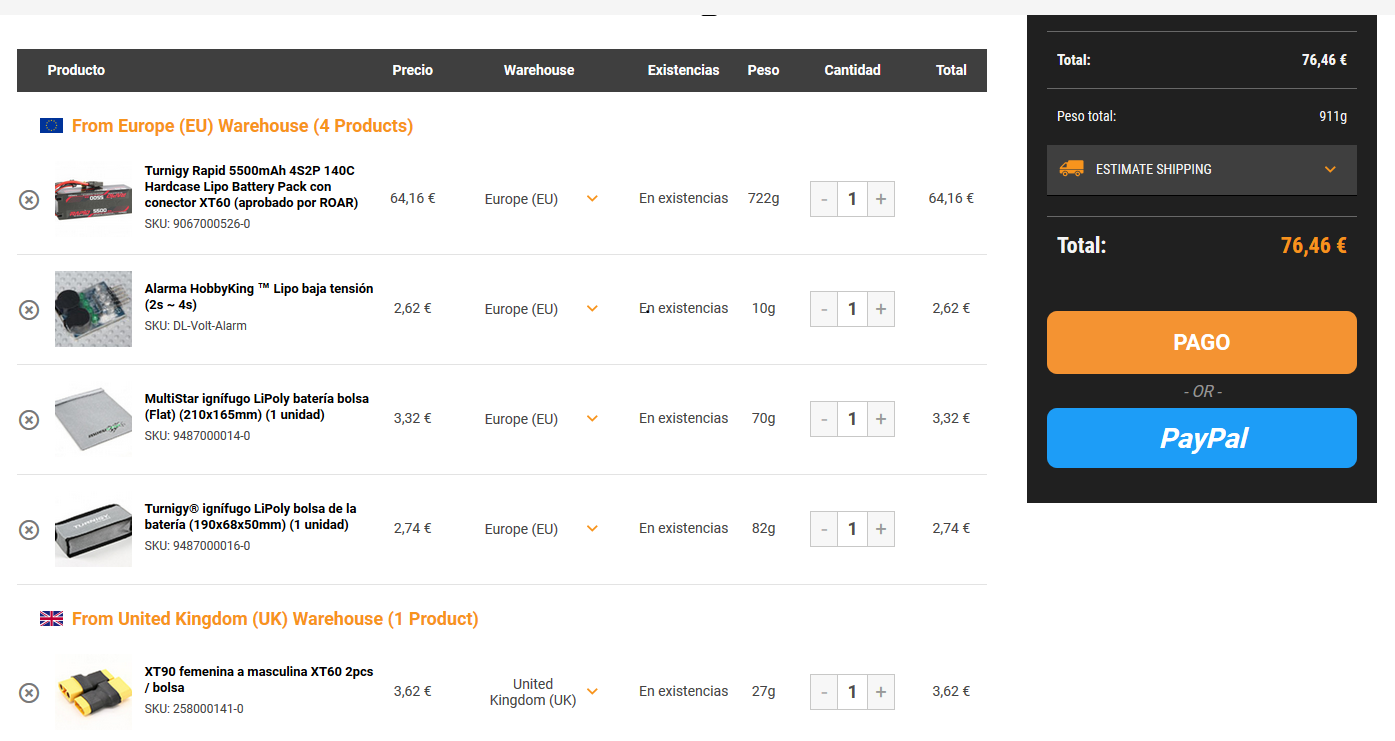 Producto Precio Warehouse Existencias Peso Cantidad Total
From Europe (EU) Warehouse (4 Products)
Turnigy Rapid 5500mAh 4S2P 140C
Hardcase Lipo Battery Pack con
conector XT60 (aprobado por ROAR)
SKU: 9067000526-0
64,16 € Europe (EU) En existencias 722g - 1 + 64,16 €
Alarma HobbyKing ™ Lipo baja tensión
(2s ~ 4s)
SKU: DL-Volt-Alarm
2,62 € Europe (EU) En existencias 10g - 1 + 2,62 €
MultiStar ignífugo LiPoly batería bolsa
(Flat) (210x165mm) (1 unidad)
SKU: 9487000014-0
3,32 € Europe (EU) En existencias 70g - 1 + 3,32 €
Turnigy® ignífugo LiPoly bolsa de la
batería (190x68x50mm) (1 unidad)
SKU: 9487000016-0
2,74 € Europe (EU) En existencias 82g - 1 + 2,74 €
From United Kingdom (UK) Warehouse (1 Product)
XT90 femenina a masculina XT60 2pcs
/ bolsa
SKU: 258000141-0
3,62 € United
Kingdom (UK)
En existencias 27g - 1 + 3,62 €
Total: 76,46 €
Peso total: 911g
ESTIMATE SHIPPING
Total: 76,46 €
PAGO
- OR -
PayPal